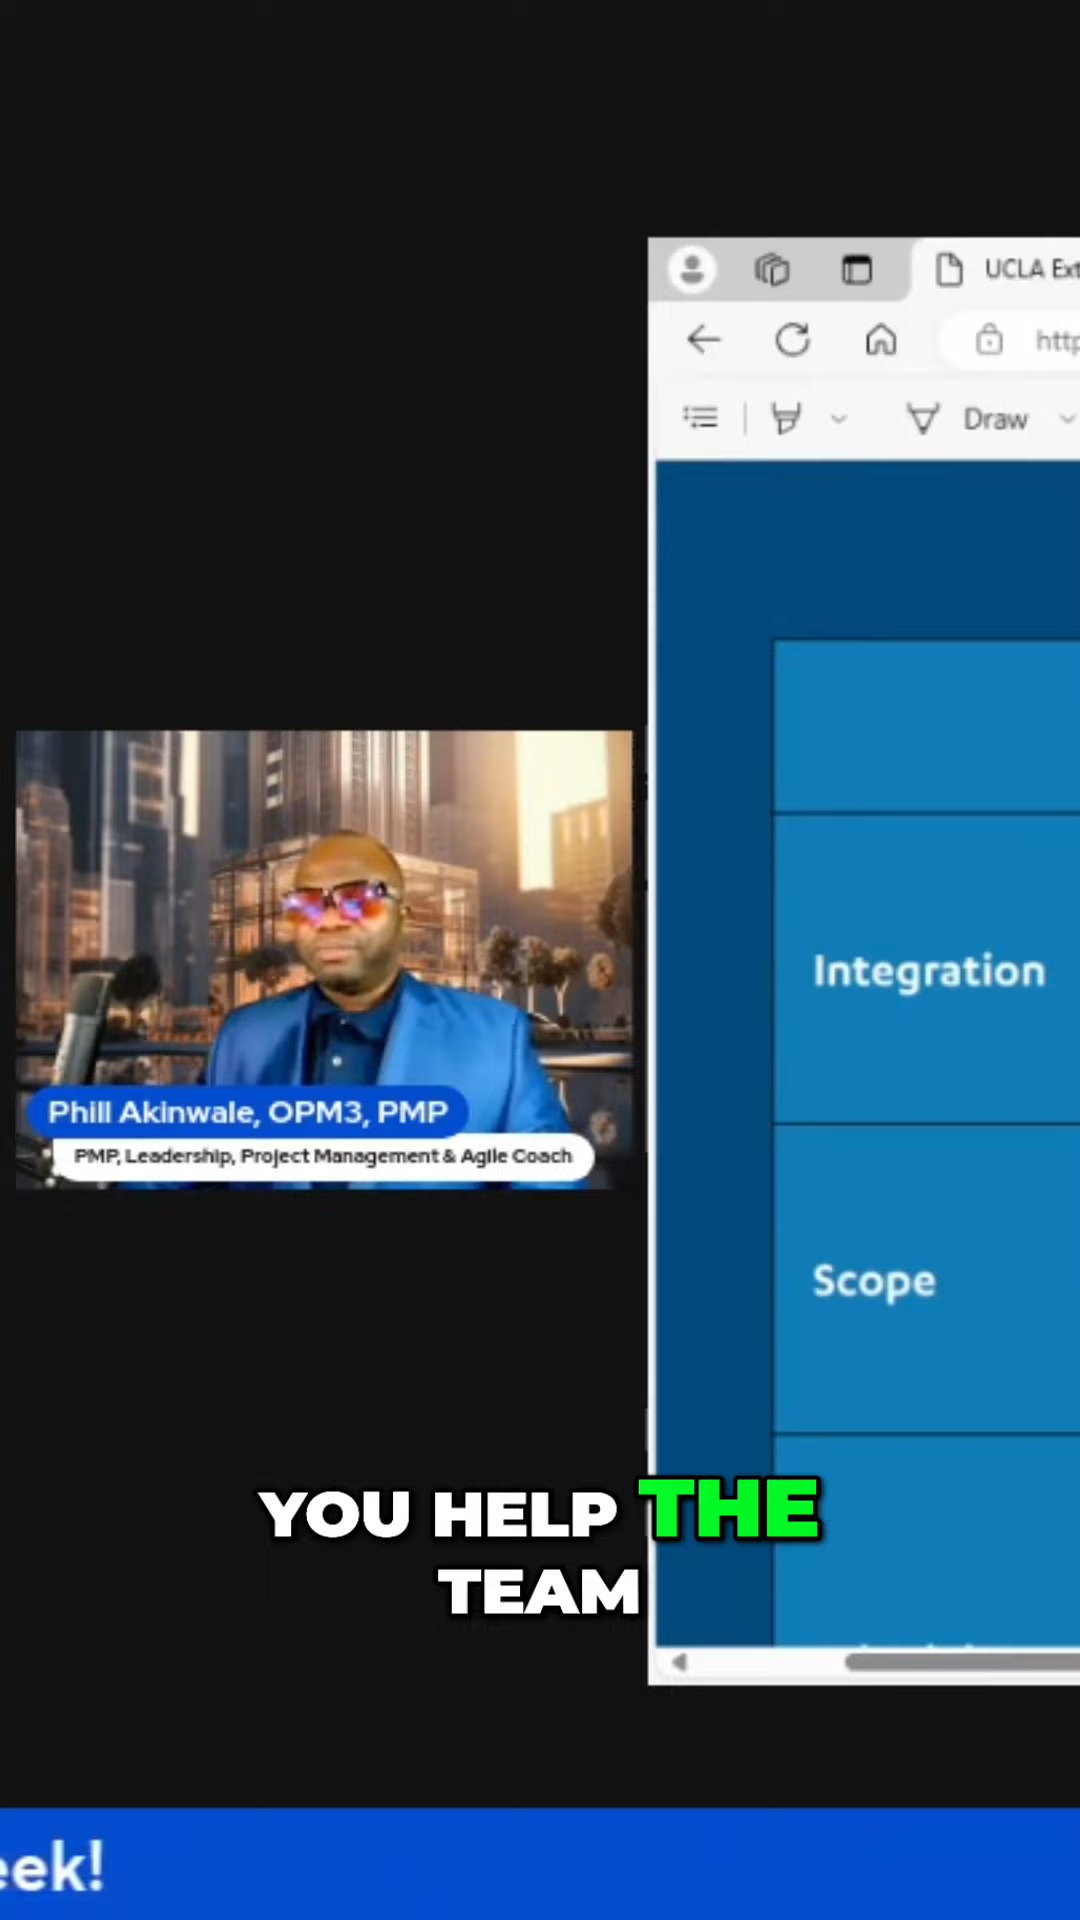 UCLA Ext
http
Draw
Integration
Scope
Phill Akinwale, OPM3, PMP
PMP, Leadership, Project Management & Agile Coach
YOU HELP THE
TEAM
eek!